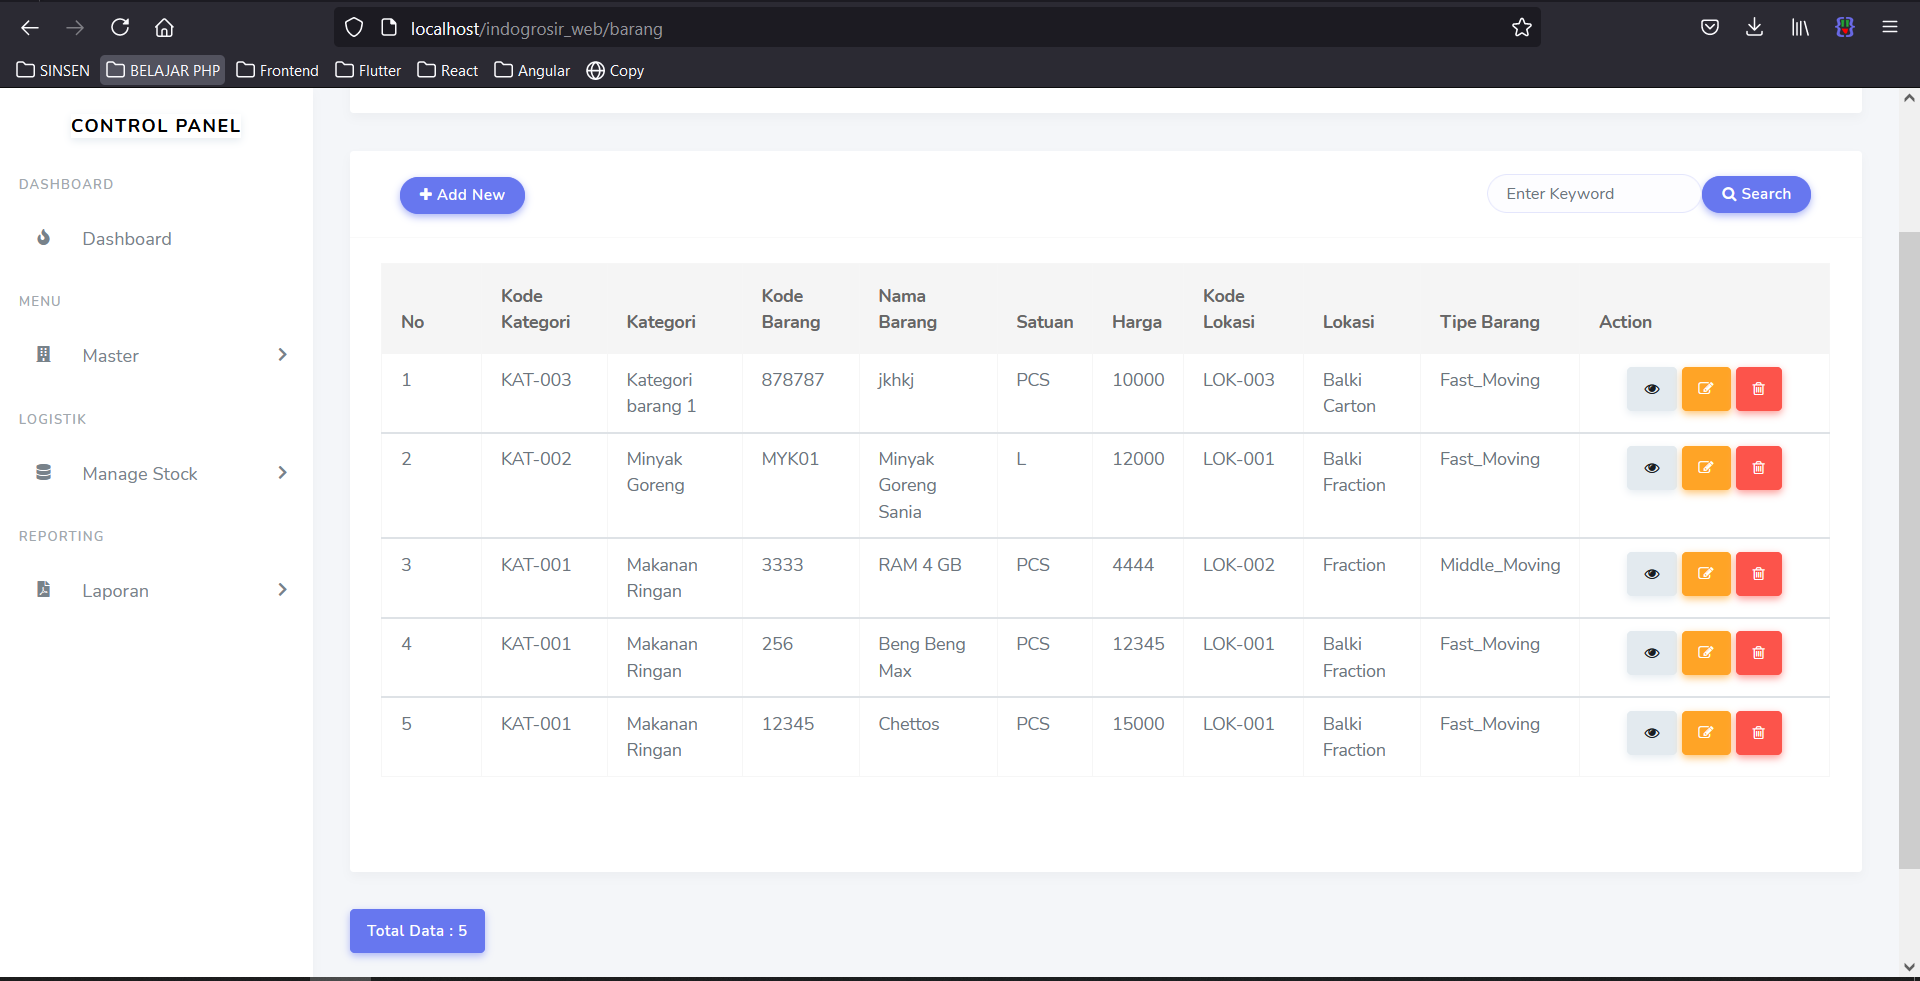 localhost/indogrosir_web/barang
SINSEN BELAJAR PHP Frontend Flutter React Angular Copy
CONTROL PANEL
DASHBOARD
Dashboard
MENU
Master
LOGISTIK
Manage Stock
REPORTING
Laporan
Add New
Enter Keyword Search
No Kode Kategori Kategori Kode Barang Nama Barang Satuan Harga Kode Lokasi Lokasi Tipe Barang Action
1 KAT-003 Kategori barang 1 878787 jkhkj PCS 10000 LOK-003 Balki Carton Fast_Moving
2 KAT-002 Minyak Goreng MYK01 Minyak Goreng Sania L 12000 LOK-001 Balki Fraction Fast_Moving
3 KAT-001 Makanan Ringan 3333 RAM 4 GB PCS 4444 LOK-002 Fraction Middle_Moving
4 KAT-001 Makanan Ringan 256 Beng Beng Max PCS 12345 LOK-001 Balki Fraction Fast_Moving
5 KAT-001 Makanan Ringan 12345 Chettos PCS 15000 LOK-001 Balki Fraction Fast_Moving
Total Data : 5